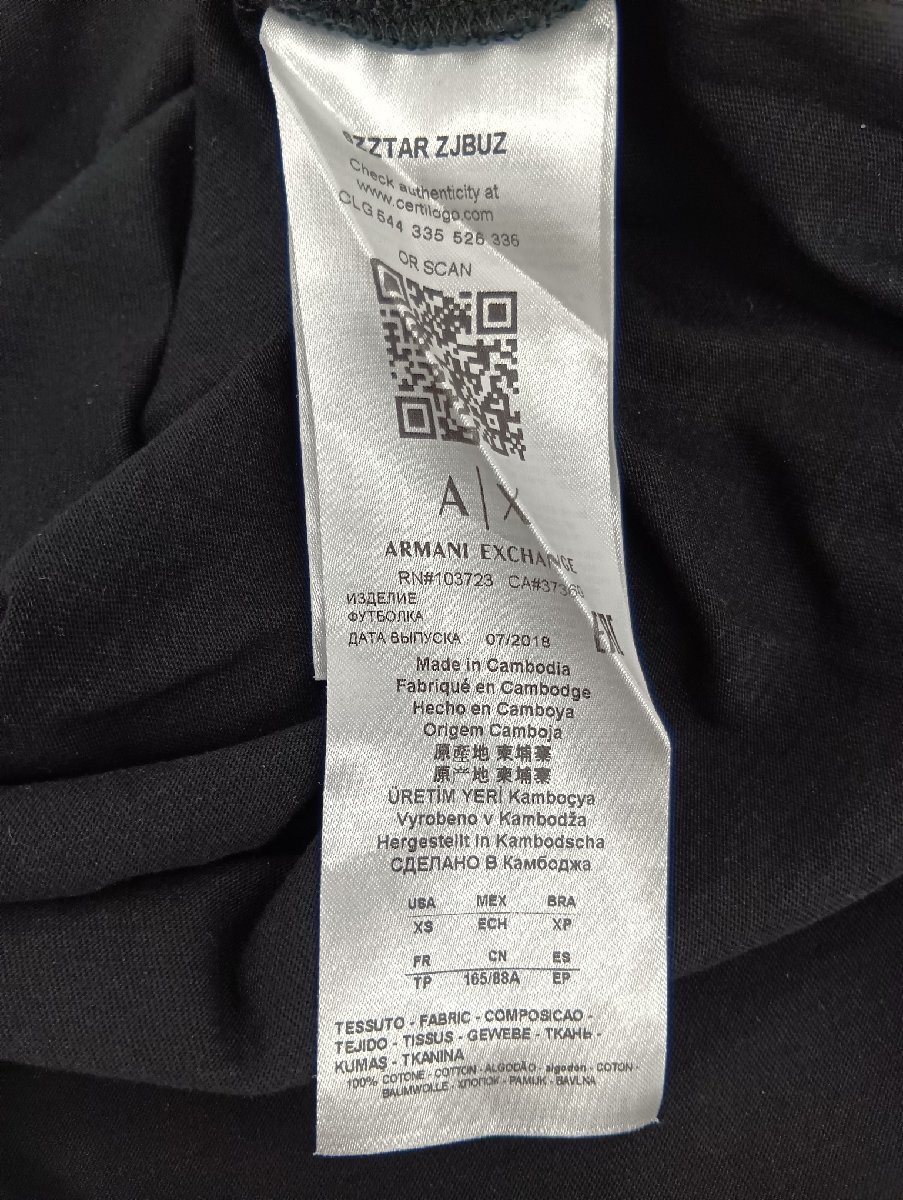 ZJBUZ
Check authenticity at
www.certilogo.com
CLG 544 335 526 336
OR SCAN
A|X
ARMANI EXCHANGE
RN#103723 CA#
ИЗДЕЛИЕ
ФУТБОЛКА
ДАТА ВЫПУСКА 07/2018
EAC
Made in Cambodia
Fabriqué en Cambodge
Hecho en Camboya
Origem Camboja
原産地 柬埔寨
原产地 柬埔寨
ÜRETİM YERİ Kamboçya
Vyrobeno v Kambodža
Hergestellt in Kambodscha
СДЕЛАНО В Камбоджа
USA MEX BRA
XS ECH XP
FR CN ES
TP 165/88A EP
TESSUTO - FABRIC - COMPOSICAO -
TEJIDO - TISSUS - GEWEBE - ТКАНЬ -
KUMAŞ - TKANINA
100% COTONE - COTTON - ALGODÃO - algodon - COTON -
BAUMWOLLE - ХЛОПОК - PAMUK - BAVLNA